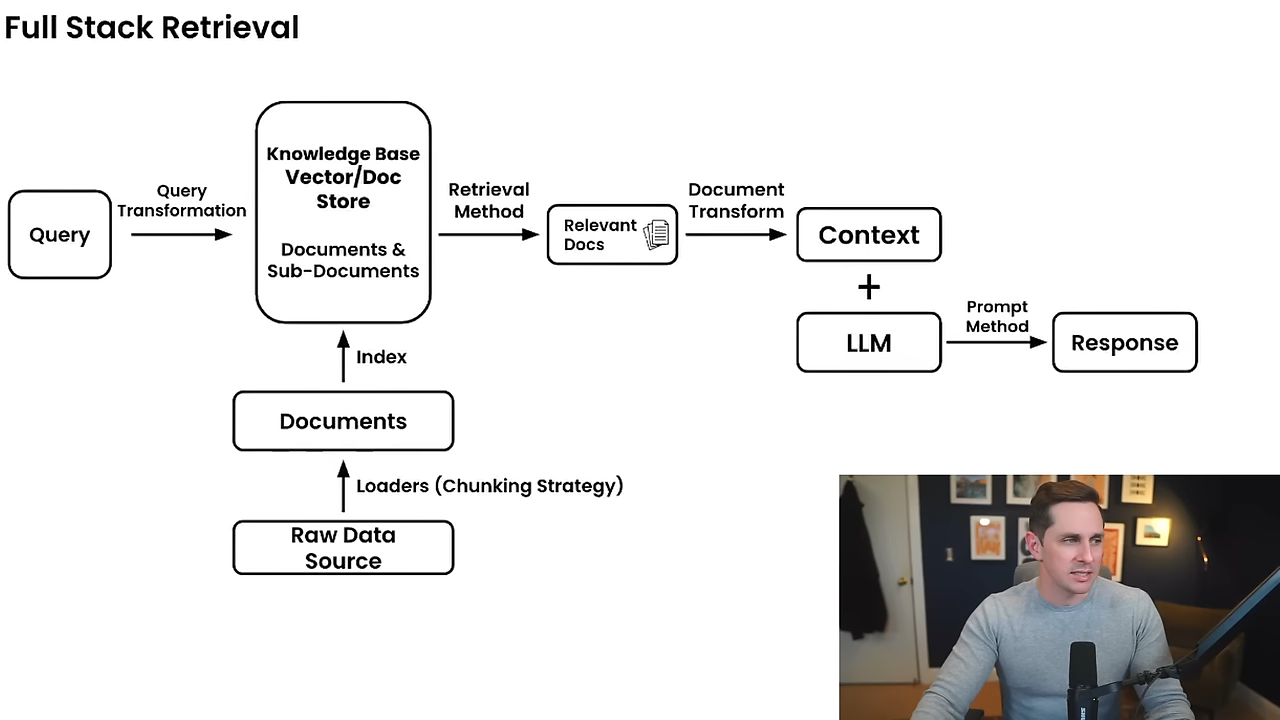 Full Stack Retrieval
Query
Query
Transformation
Knowledge Base
Vector/Doc
Store
Documents &
Sub-Documents
Retrieval
Method
Relevant
Docs
Document
Transform
Context
+
LLM
Prompt
Method
Response
Index
Documents
Loaders (Chunking Strategy)
Raw Data
Source